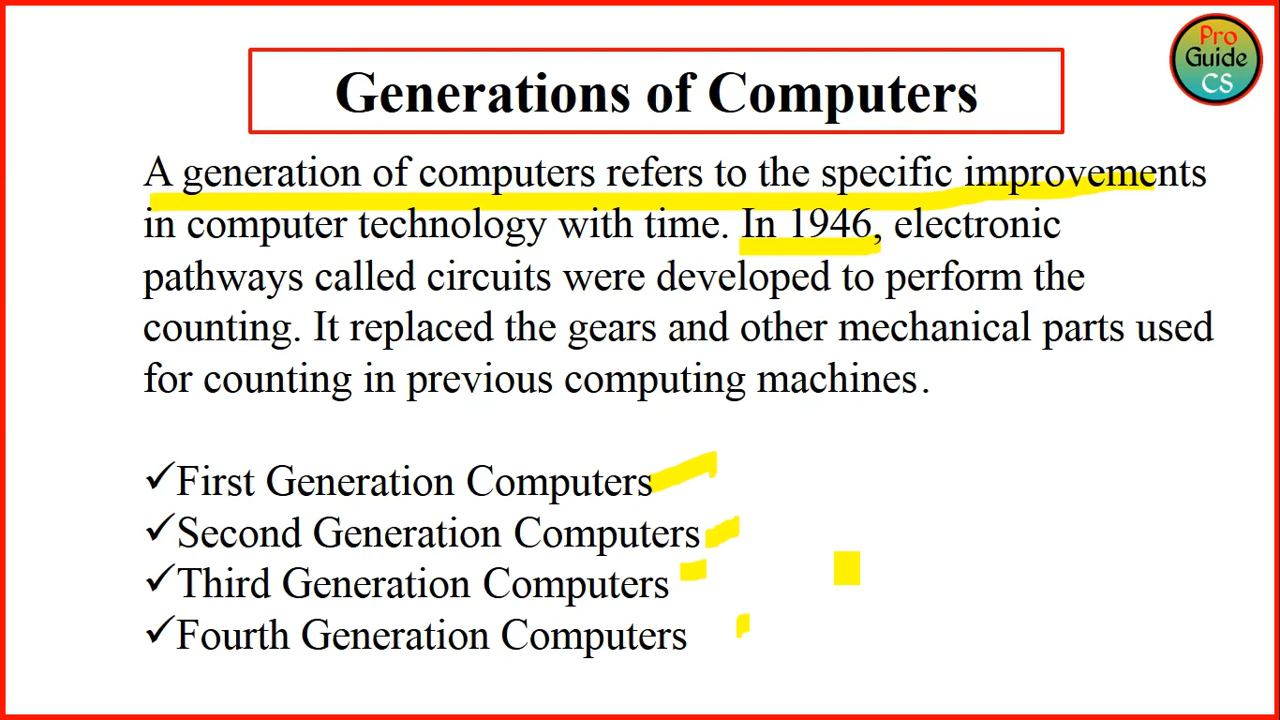 Pro
Guide
CS
Generations of Computers
A generation of computers refers to the specific improvements
in computer technology with time. In 1946, electronic
pathways called circuits were developed to perform the
counting. It replaced the gears and other mechanical parts used
for counting in previous computing machines.
✓First Generation Computers
✓Second Generation Computers
✓Third Generation Computers
✓Fourth Generation Computers